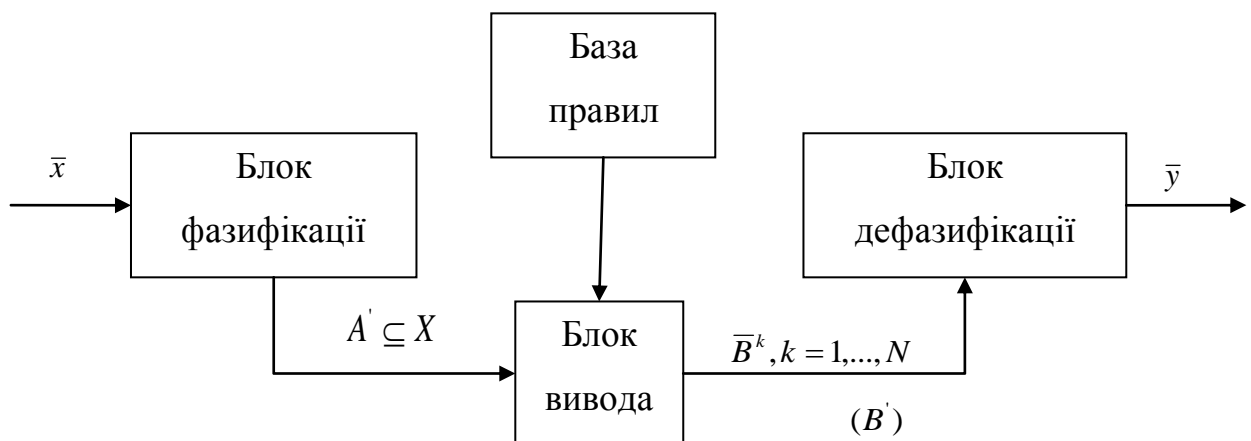 База
правил
x̄
Блок
фазифікації
Блок
дефазифікації
ȳ
A' ⊆ X
Блок
вивода
B̄ᵏ, k = 1,..., N
(B')